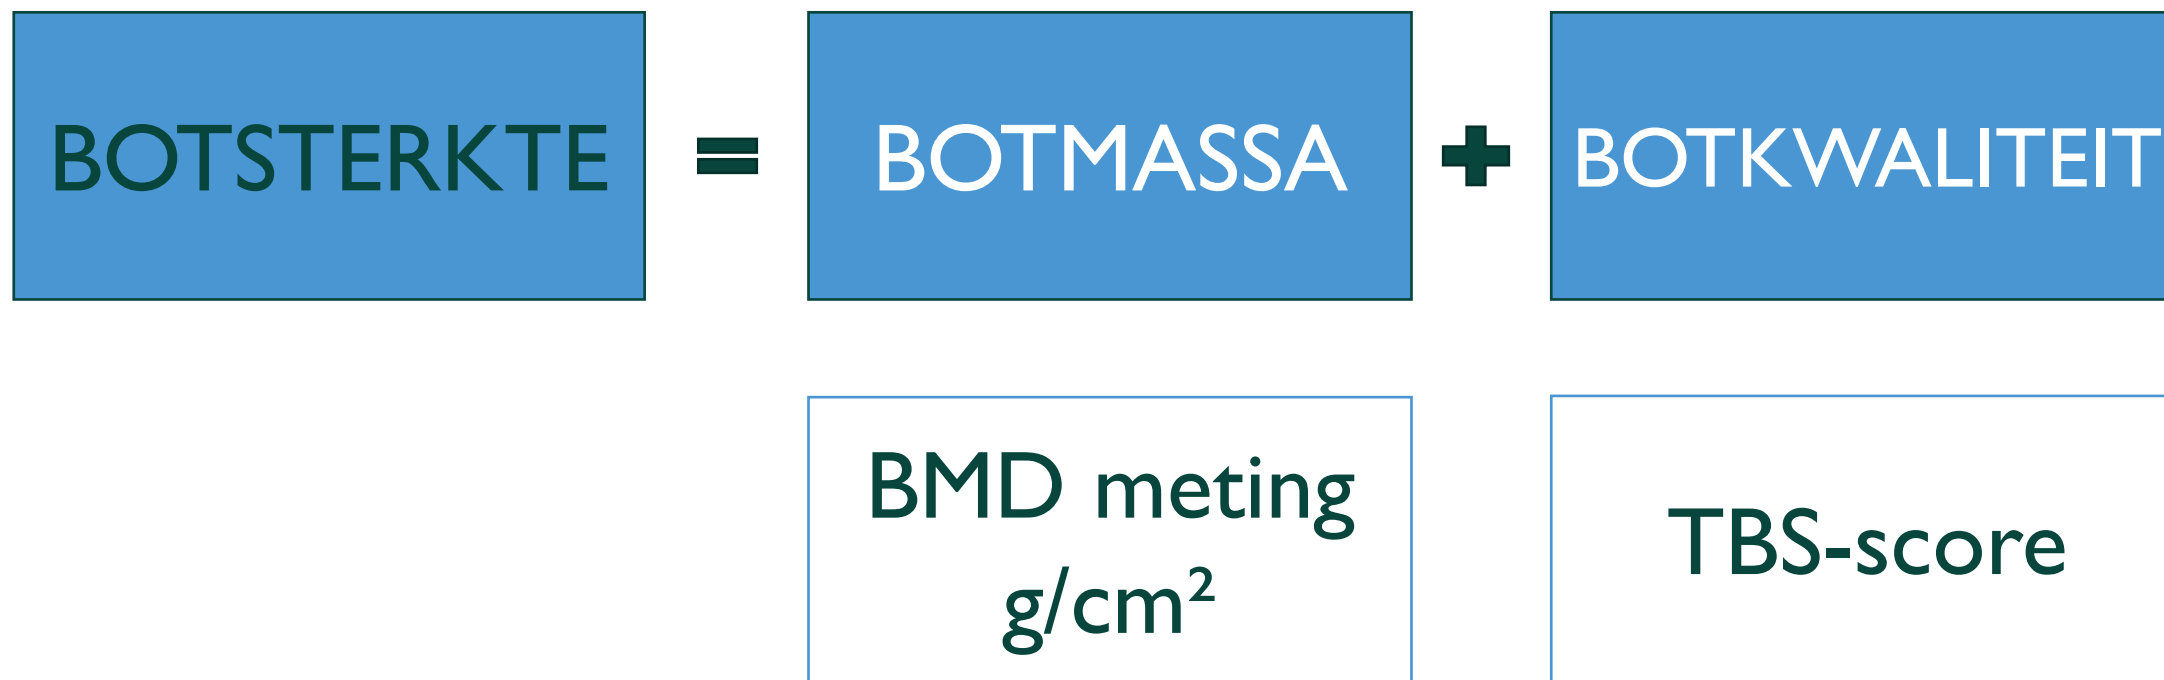 BOTSTERKTE = BOTMASSA + BOTKWALITEIT
BMD meting
g/cm²
TBS-score